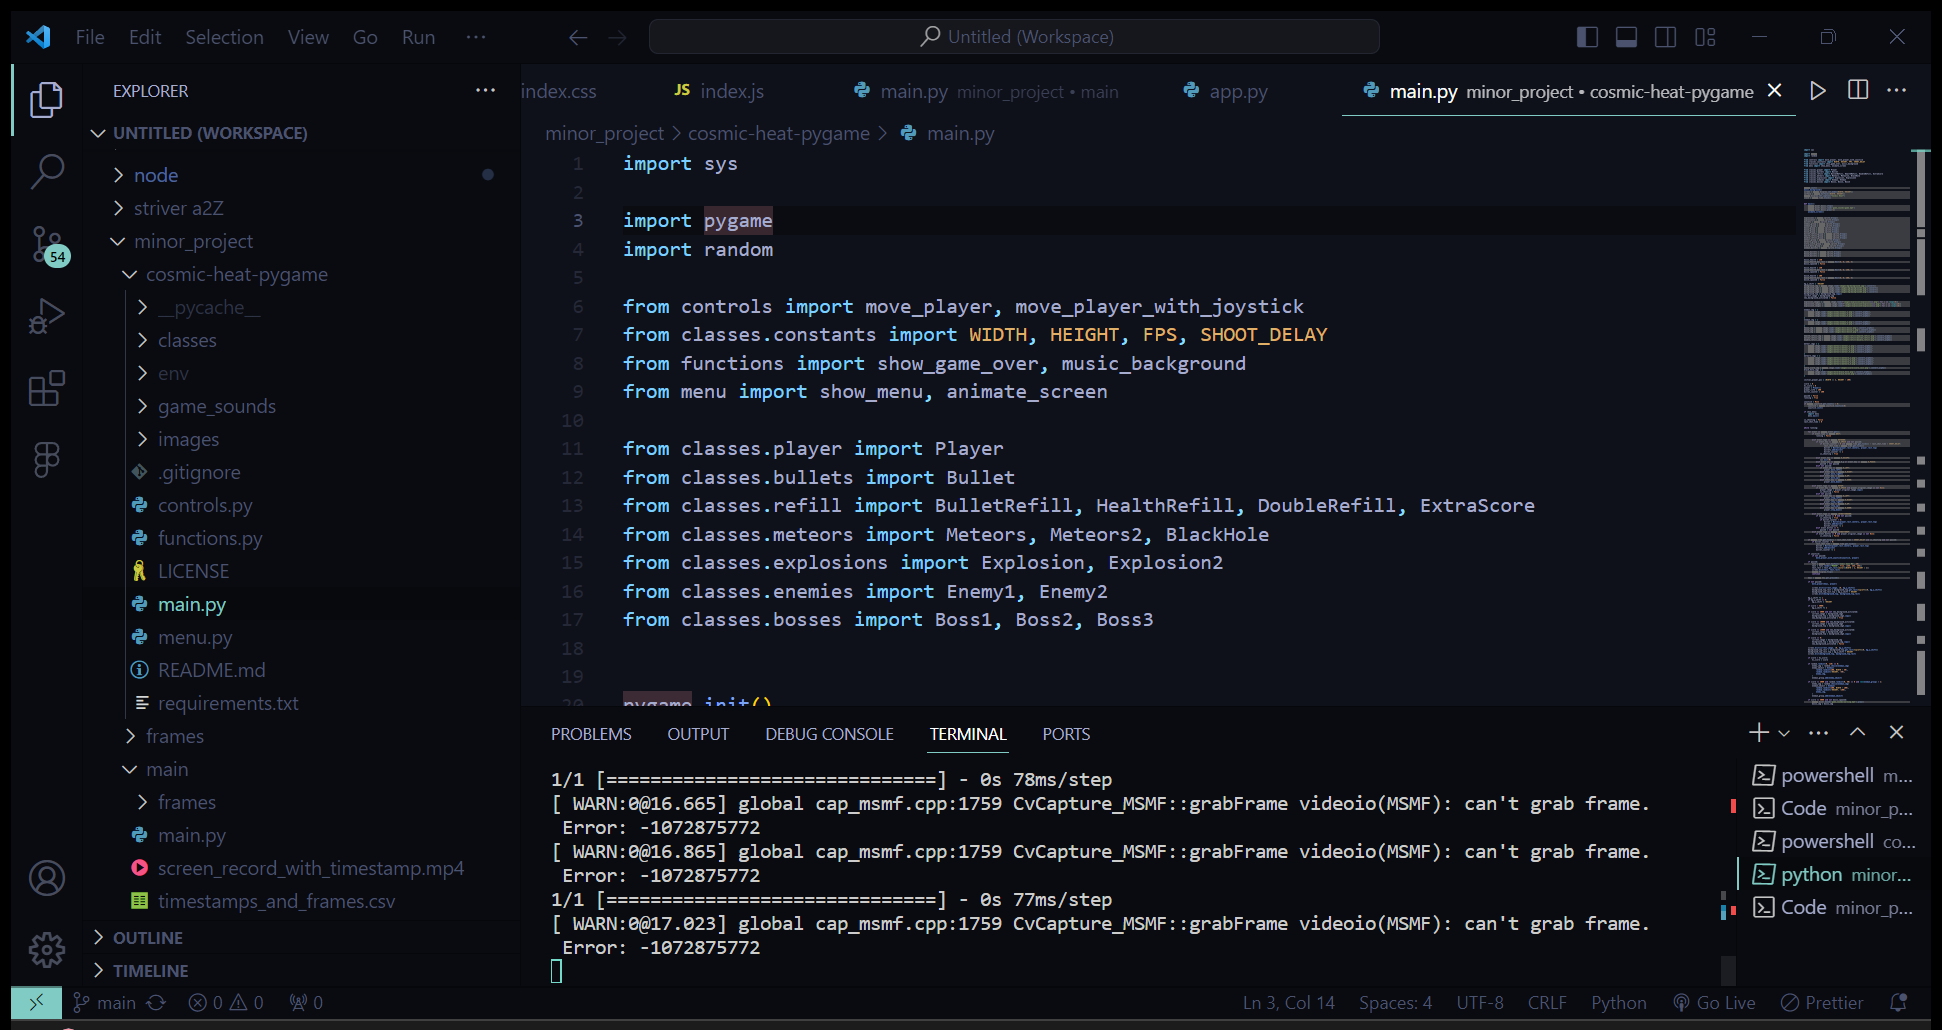 File Edit Selection View Go Run ···
Untitled (Workspace)
EXPLORER ···
index.css
JS index.js
main.py minor_project • main
app.py
main.py minor_project • cosmic-heat-pygame
UNTITLED (WORKSPACE)
minor_project > cosmic-heat-pygame > main.py
node
striver a2Z
minor_project
cosmic-heat-pygame
__pycache__
classes
env
game_sounds
images
.gitignore
controls.py
functions.py
LICENSE
main.py
menu.py
README.md
requirements.txt
frames
main
frames
main.py
screen_record_with_timestamp.mp4
timestamps_and_frames.csv
OUTLINE
TIMELINE
54
1 import sys
2
3 import pygame
4 import random
5
6 from controls import move_player, move_player_with_joystick
7 from classes.constants import WIDTH, HEIGHT, FPS, SHOOT_DELAY
8 from functions import show_game_over, music_background
9 from menu import show_menu, animate_screen
10
11 from classes.player import Player
12 from classes.bullets import Bullet
13 from classes.refill import BulletRefill, HealthRefill, DoubleRefill, ExtraScore
14 from classes.meteors import Meteors, Meteors2, BlackHole
15 from classes.explosions import Explosion, Explosion2
16 from classes.enemies import Enemy1, Enemy2
17 from classes.bosses import Boss1, Boss2, Boss3
18
19
20 pygame.init()
PROBLEMS OUTPUT DEBUG CONSOLE TERMINAL PORTS
1/1 [==============================] - 0s 78ms/step
[ WARN:0@16.665] global cap_msmf.cpp:1759 CvCapture_MSMF::grabFrame videoio(MSMF): can't grab frame.
Error: -1072875772
[ WARN:0@16.865] global cap_msmf.cpp:1759 CvCapture_MSMF::grabFrame videoio(MSMF): can't grab frame.
Error: -1072875772
1/1 [==============================] - 0s 77ms/step
[ WARN:0@17.023] global cap_msmf.cpp:1759 CvCapture_MSMF::grabFrame videoio(MSMF): can't grab frame.
Error: -1072875772
powershell m...
Code minor_p...
powershell co...
python minor...
Code minor_p...
main 0 0 0
Ln 3, Col 14 Spaces: 4 UTF-8 CRLF Python Go Live Prettier